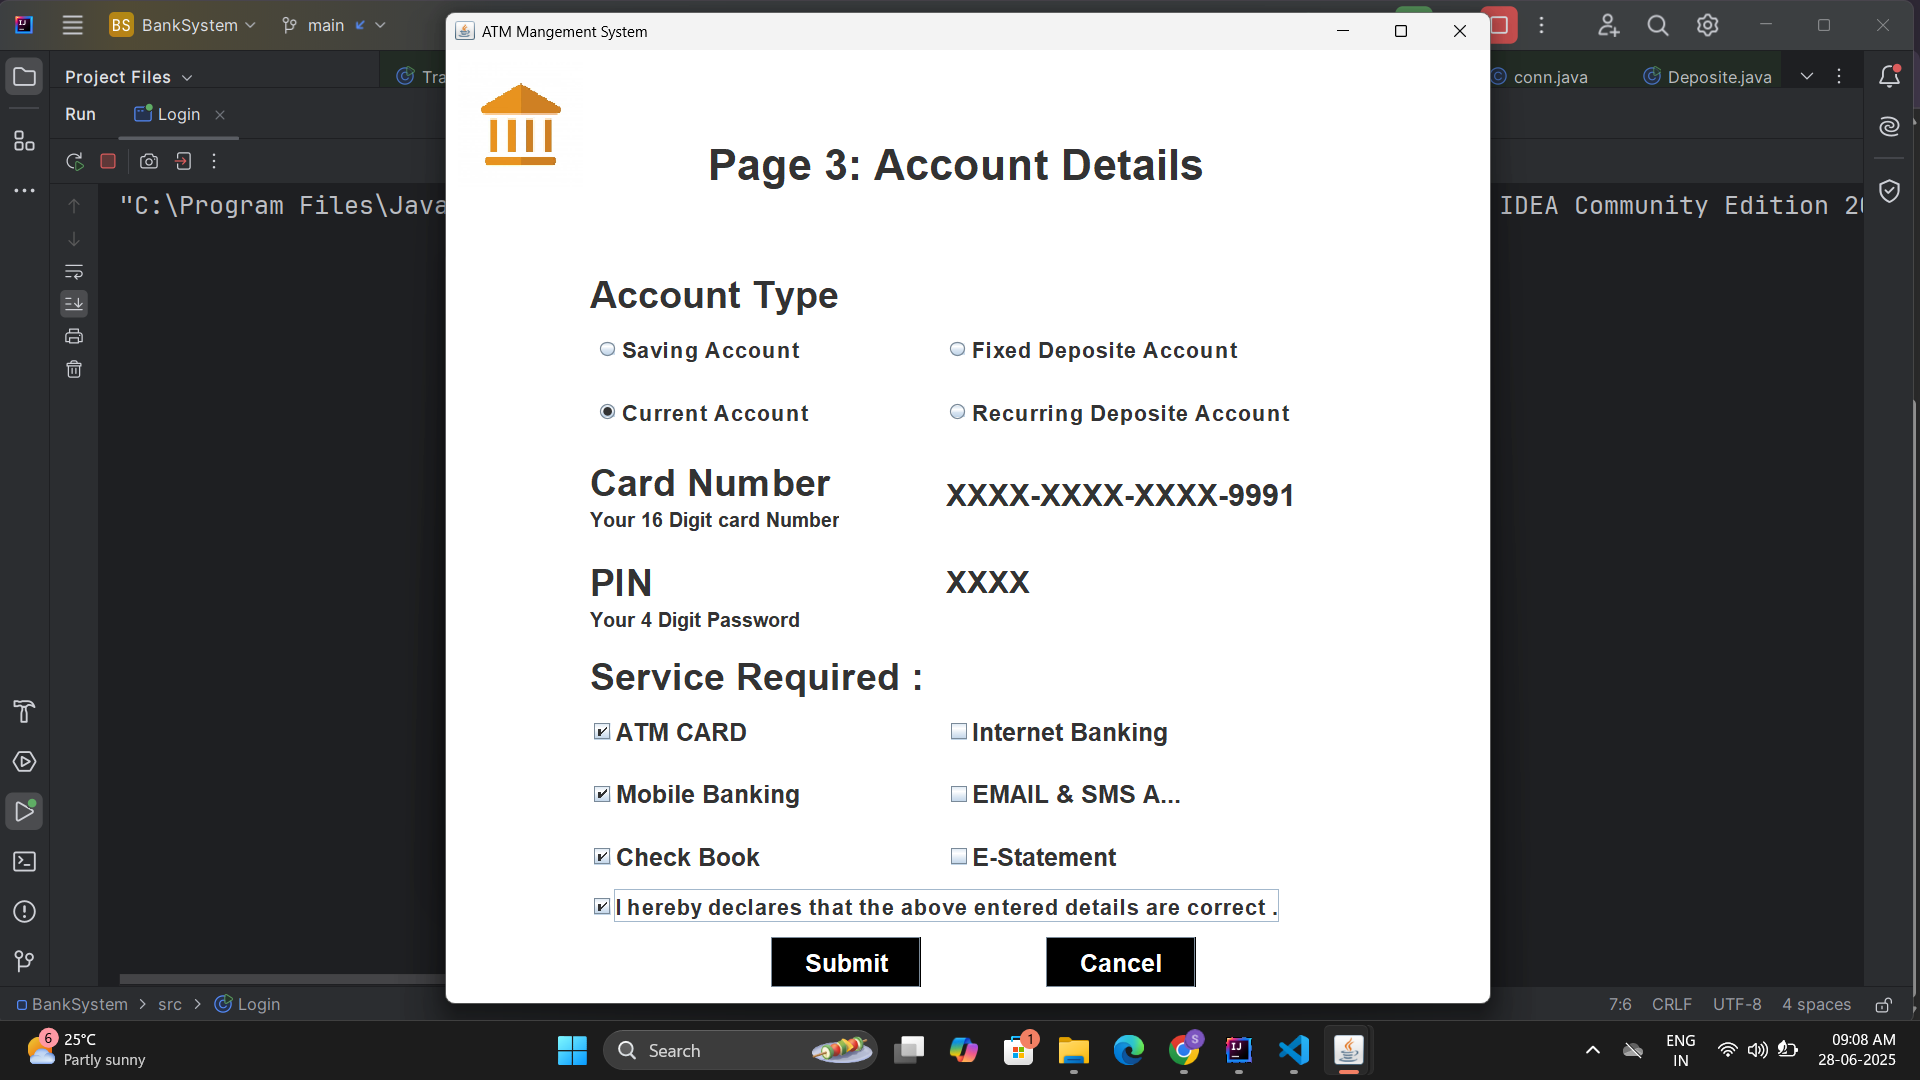 BS BankSystem
main
ATM Mangement System
Project Files
Tra
conn.java
Deposite.java
Run
Login
"C:\Program Files\Java
IDEA Community Edition 20
Page 3: Account Details
Account Type
Saving Account
Fixed Deposite Account
Current Account
Recurring Deposite Account
Card Number
XXXX-XXXX-XXXX-9991
Your 16 Digit card Number
PIN
XXXX
Your 4 Digit Password
Service Required :
ATM CARD
Internet Banking
Mobile Banking
EMAIL & SMS A...
Check Book
E-Statement
I hereby declares that the above entered details are correct .
Submit
Cancel
BankSystem > src > Login
7:6 CRLF UTF-8 4 spaces
6
25°C
Partly sunny
Search
1
S
ENG
IN
09:08 AM
28-06-2025